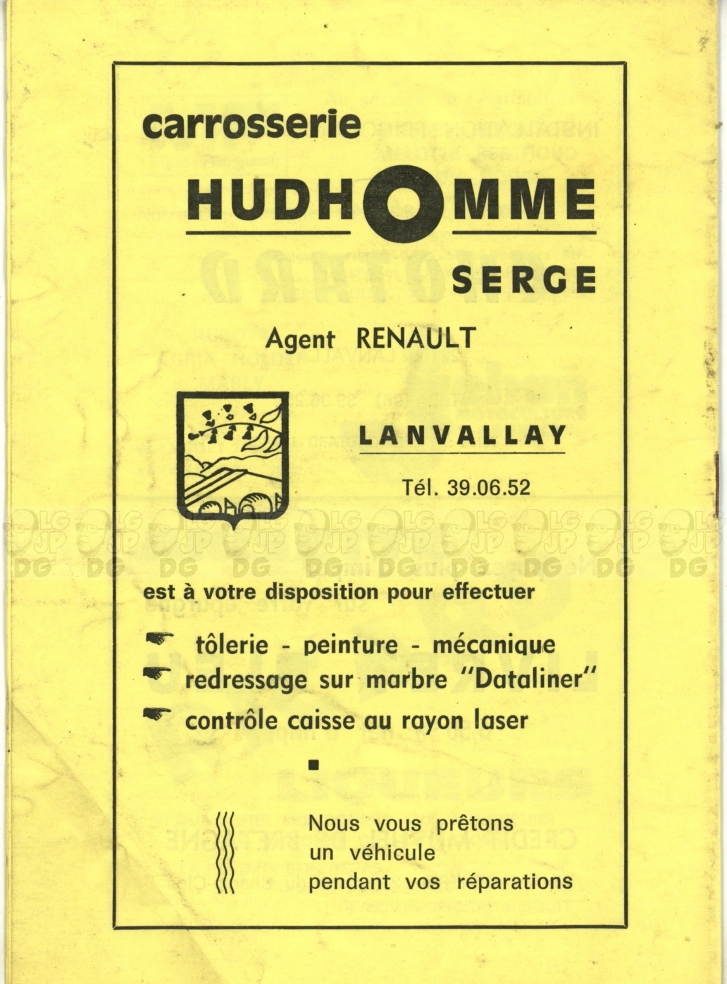 carrosserie
HUDHOMME
SERGE
Agent RENAULT
LANVALLAY
Tél. 39.06.52
est à votre disposition pour effectuer
tôlerie - peinture - mécanique
redressage sur marbre "Dataliner"
contrôle caisse au rayon laser
Nous vous prêtons
un véhicule
pendant vos réparations